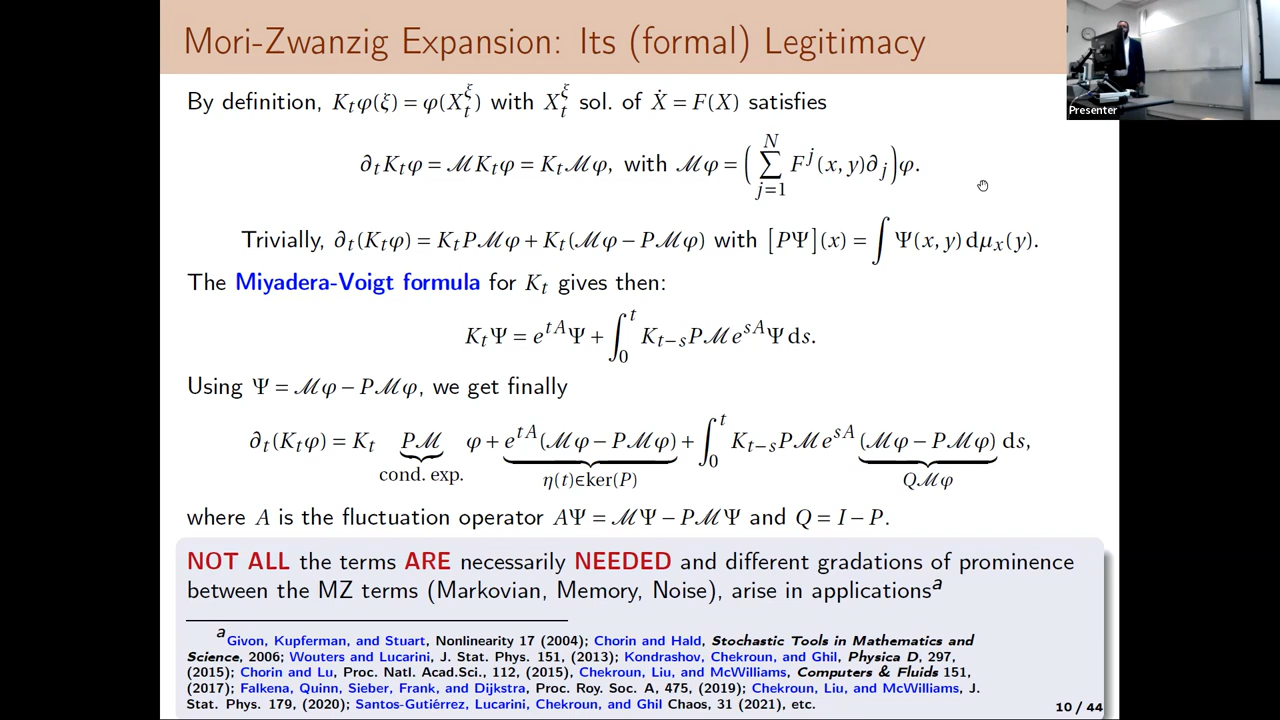 Mori-Zwanzig Expansion: Its (formal) Legitimacy
Presenter
By definition, K_tφ(ξ) = φ(X_t^ξ) with X_t^ξ sol. of Ẋ = F(X) satisfies
∂_t K_tφ = ℳK_tφ = K_tℳφ, with ℳφ = (∑_{j=1}^{N} F^j(x, y)∂_j)φ.
Trivially, ∂_t(K_tφ) = K_tPℳφ + K_t(ℳφ − Pℳφ) with [PΨ](x) = ∫ Ψ(x, y) dμ_x(y).
The Miyadera-Voigt formula for K_t gives then:
K_tΨ = e^{tA}Ψ + ∫_0^t K_{t−s}Pℳe^{sA}Ψ ds.
Using Ψ = ℳφ − Pℳφ, we get finally
∂_t(K_tφ) = K_t Pℳ φ + e^{tA}(ℳφ − Pℳφ) + ∫_0^t K_{t−s}Pℳe^{sA} (ℳφ − Pℳφ) ds,
cond. exp. η(t)∈ker(P) Qℳφ
where A is the fluctuation operator AΨ = ℳΨ − PℳΨ and Q = I − P.
NOT ALL the terms ARE necessarily NEEDED and different gradations of prominence
between the MZ terms (Markovian, Memory, Noise), arise in applications^a
^a Givon, Kupferman, and Stuart, Nonlinearity 17 (2004); Chorin and Hald, Stochastic Tools in Mathematics and
Science, 2006; Wouters and Lucarini, J. Stat. Phys. 151, (2013); Kondrashov, Chekroun, and Ghil, Physica D, 297,
(2015); Chorin and Lu, Proc. Natl. Acad.Sci., 112, (2015), Chekroun, Liu, and McWilliams, Computers & Fluids 151,
(2017); Falkena, Quinn, Sieber, Frank, and Dijkstra, Proc. Roy. Soc. A, 475, (2019); Chekroun, Liu, and McWilliams, J.
Stat. Phys. 179, (2020); Santos-Gutiérrez, Lucarini, Chekroun, and Ghil Chaos, 31 (2021), etc.
10 / 44